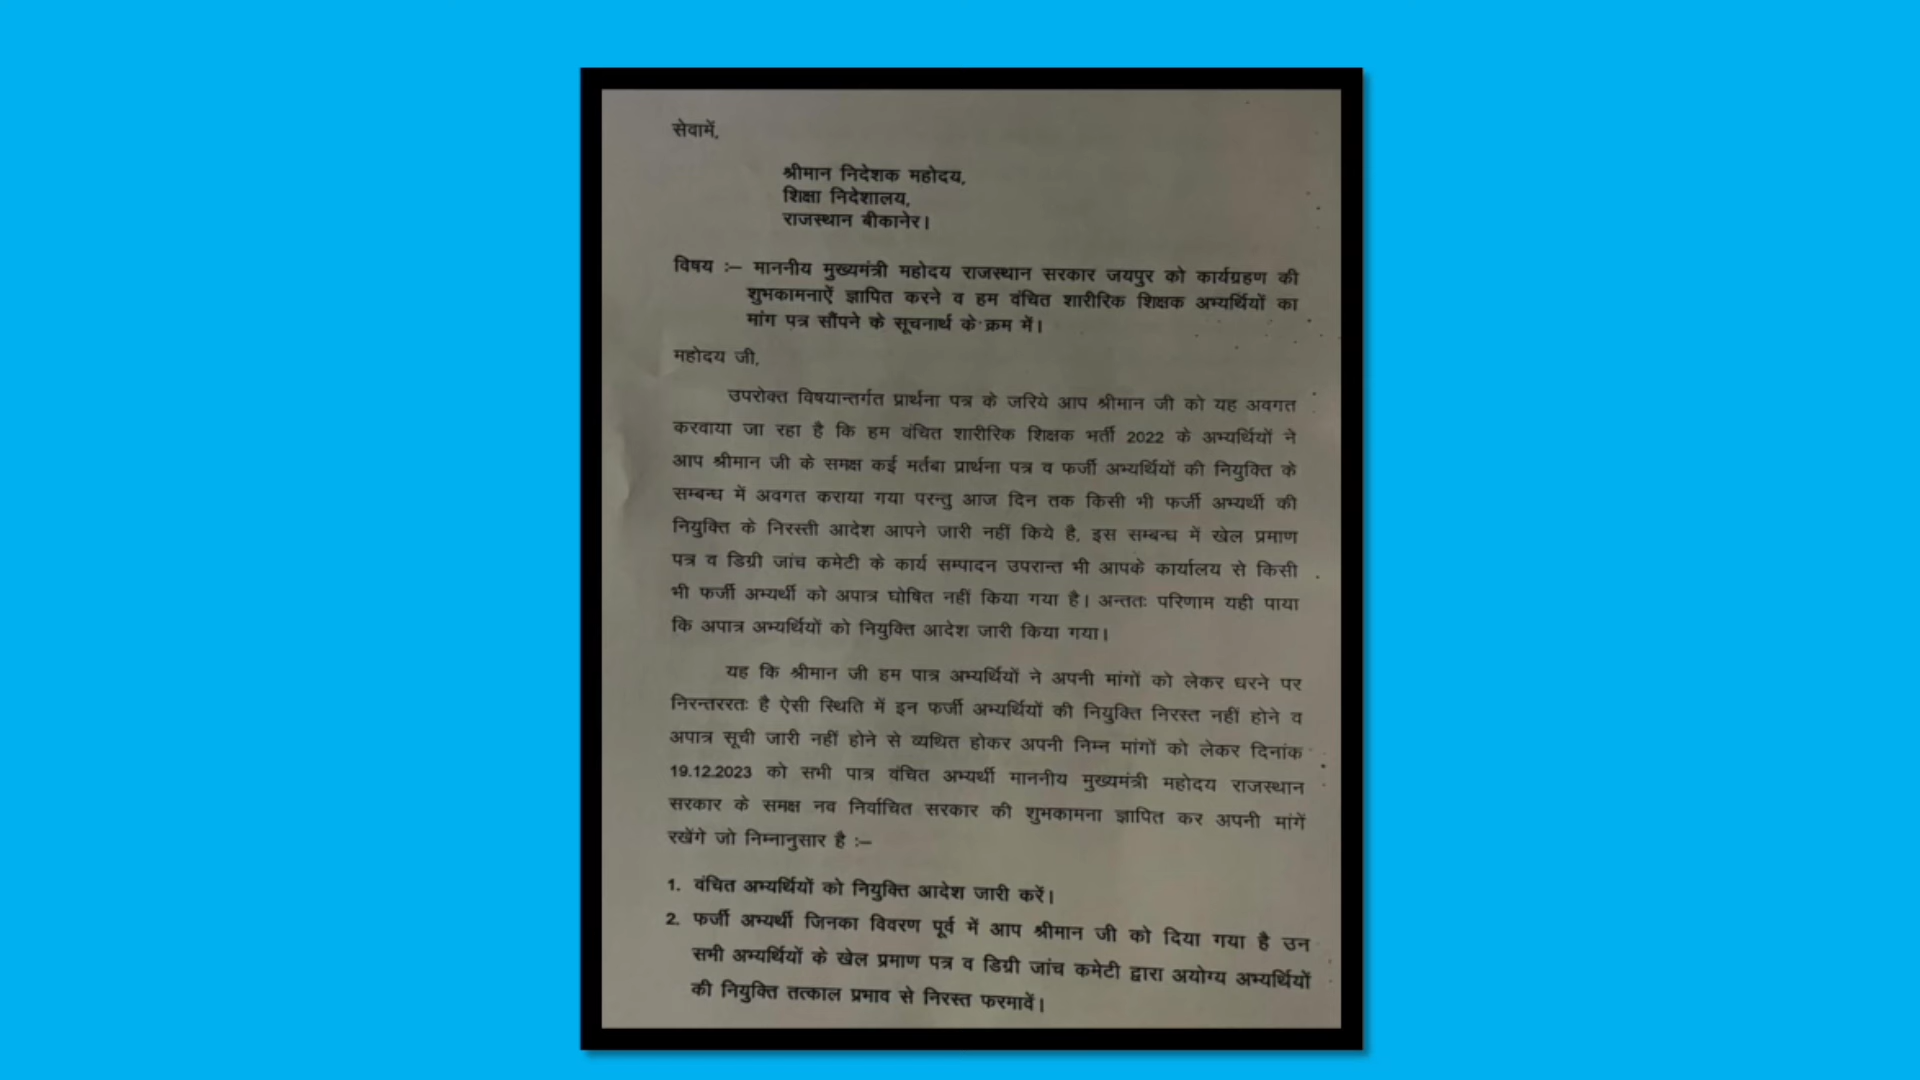 सेवामें,
श्रीमान निदेशक महोदय,
शिक्षा निदेशालय,
राजस्थान बीकानेर।
विषय :– माननीय मुख्यमंत्री महोदय राजस्थान सरकार जयपुर को कार्यग्रहण की
शुभकामनाऐं ज्ञापित करने व हम वंचित शारीरिक शिक्षक अभ्यर्थियों का
मांग पत्र सौंपने के सूचनार्थ के क्रम में।
महोदय जी,
उपरोक्त विषयान्तर्गत प्रार्थना पत्र के जरिये आप श्रीमान जी को यह अवगत
करवाया जा रहा है कि हम वंचित शारीरिक शिक्षक भर्ती 2022 के अभ्यर्थियों ने
आप श्रीमान जी के समक्ष कई मर्तबा प्रार्थना पत्र व फर्जी अभ्यर्थियों की नियुक्ति के
सम्बन्ध में अवगत कराया गया परन्तु आज दिन तक किसी भी फर्जी अभ्यर्थी की
नियुक्ति के निरस्ती आदेश आपने जारी नहीं किये है, इस सम्बन्ध में खेल प्रमाण
पत्र व डिग्री जांच कमेटी के कार्य सम्पादन उपरान्त भी आपके कार्यालय से किसी
भी फर्जी अभ्यर्थी को अपात्र घोषित नहीं किया गया है। अन्ततः परिणाम यही पाया
कि अपात्र अभ्यर्थियों को नियुक्ति आदेश जारी किया गया।
यह कि श्रीमान जी हम पात्र अभ्यर्थियों ने अपनी मांगों को लेकर धरने पर
निरन्तररतः है ऐसी स्थिति में इन फर्जी अभ्यर्थियों की नियुक्ति निरस्त नहीं होने व
अपात्र सूची जारी नहीं होने से व्यथित होकर अपनी निम्न मांगों को लेकर दिनांक
19.12.2023 को सभी पात्र वंचित अभ्यर्थी माननीय मुख्यमंत्री महोदय राजस्थान
सरकार के समक्ष नव निर्वाचित सरकार की शुभकामना ज्ञापित कर अपनी मांगें
रखेंगे जो निम्नानुसार है :–
1. वंचित अभ्यर्थियों को नियुक्ति आदेश जारी करें।
2. फर्जी अभ्यर्थी जिनका विवरण पूर्व में आप श्रीमान जी को दिया गया है उन
सभी अभ्यर्थियों के खेल प्रमाण पत्र व डिग्री जांच कमेटी द्वारा अयोग्य अभ्यर्थियों
की नियुक्ति तत्काल प्रभाव से निरस्त फरमावें।